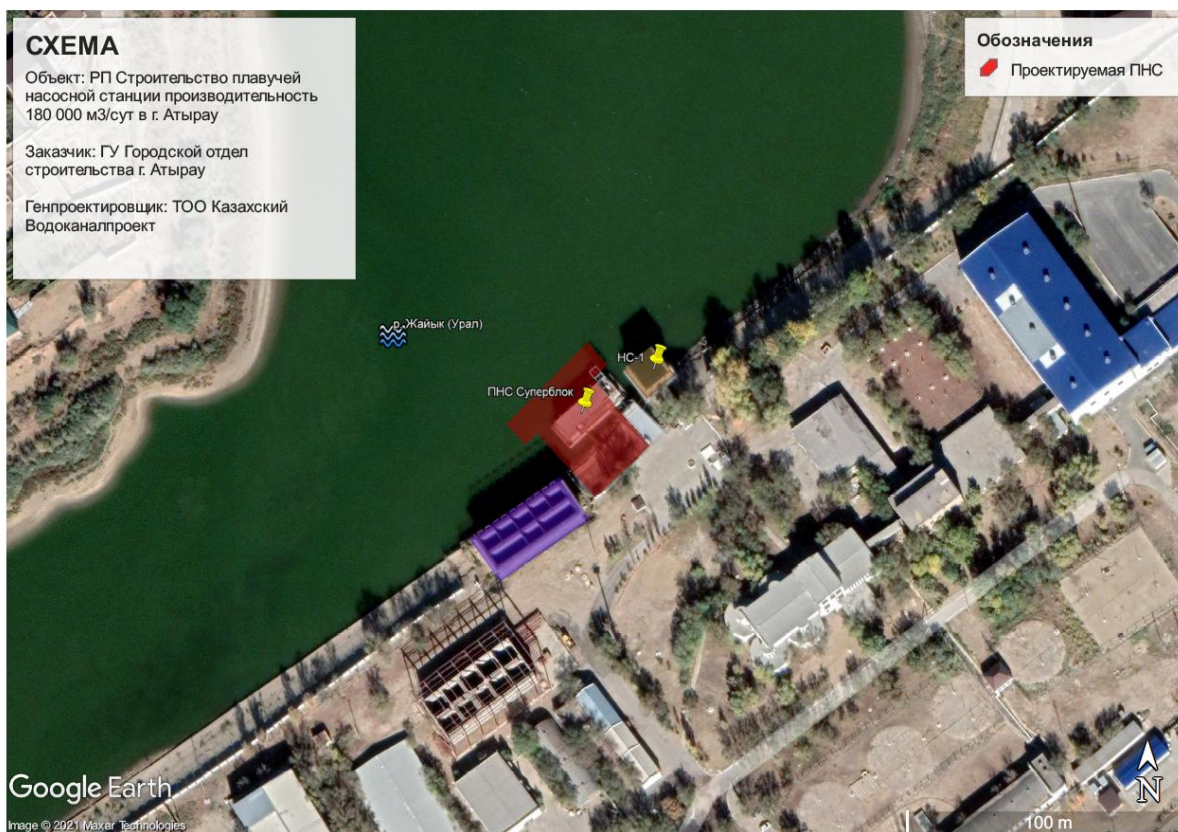 СХЕМА
Объект: РП Строительство плавучей
насосной станции производительность
180 000 м3/сут в г. Атырау
Заказчик: ГУ Городской отдел
строительства г. Атырау
Генпроектировщик: ТОО Казахский
Водоканалпроект
Обозначения
Проектируемая ПНС
р. Жайык (Урал)
НС-1
ПНС Суперблок
Google Earth
Image © 2021 Maxar Technologies
N
100 m